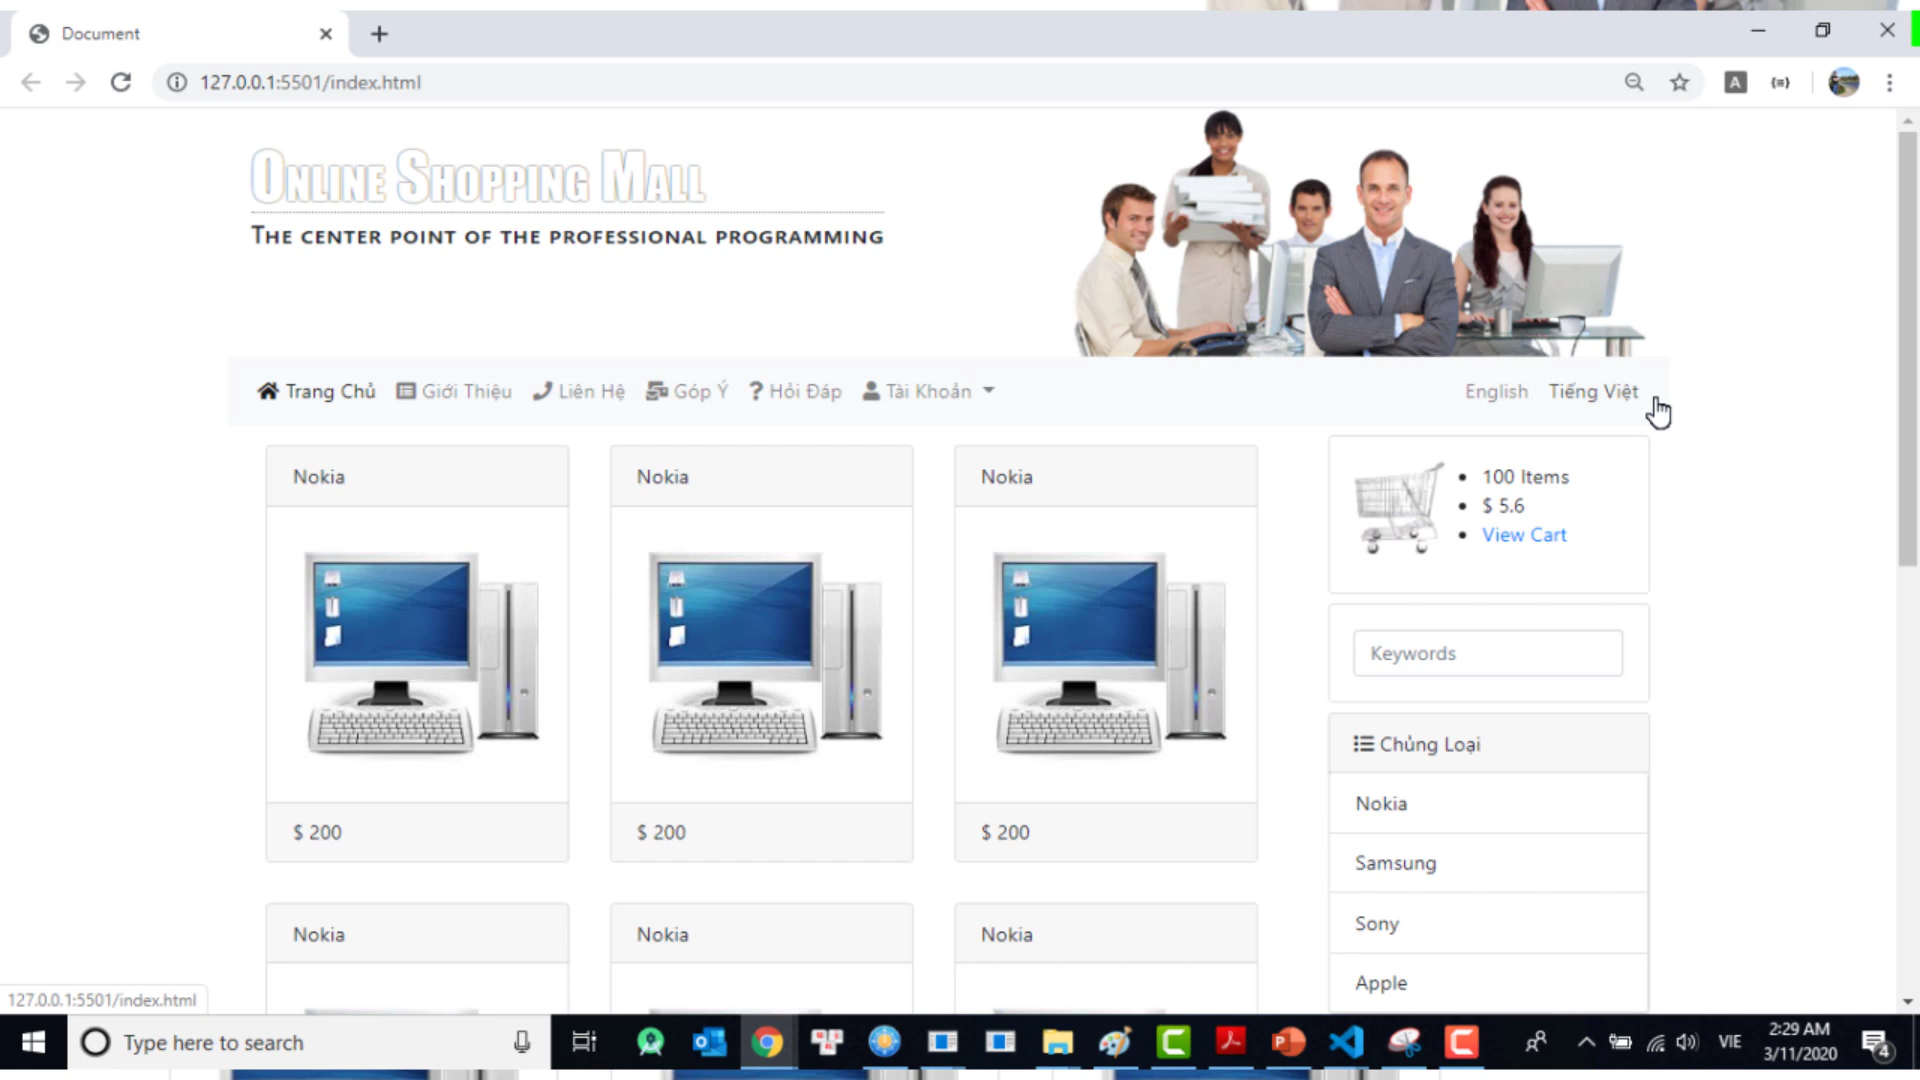 Document
127.0.0.1:5501/index.html
ONLINE SHOPPING MALL
THE CENTER POINT OF THE PROFESSIONAL PROGRAMMING
Trang Chủ Giới Thiệu Liên Hệ Góp Ý Hỏi Đáp Tài Khoản English Tiếng Việt
Nokia Nokia Nokia
100 Items
$ 5.6
View Cart
Keywords
Chủng Loại
Nokia
Samsung
Sony
Apple
$ 200 $ 200 $ 200
Nokia Nokia Nokia
127.0.0.1:5501/index.html
Type here to search
VIE
2:29 AM
3/11/2020
4